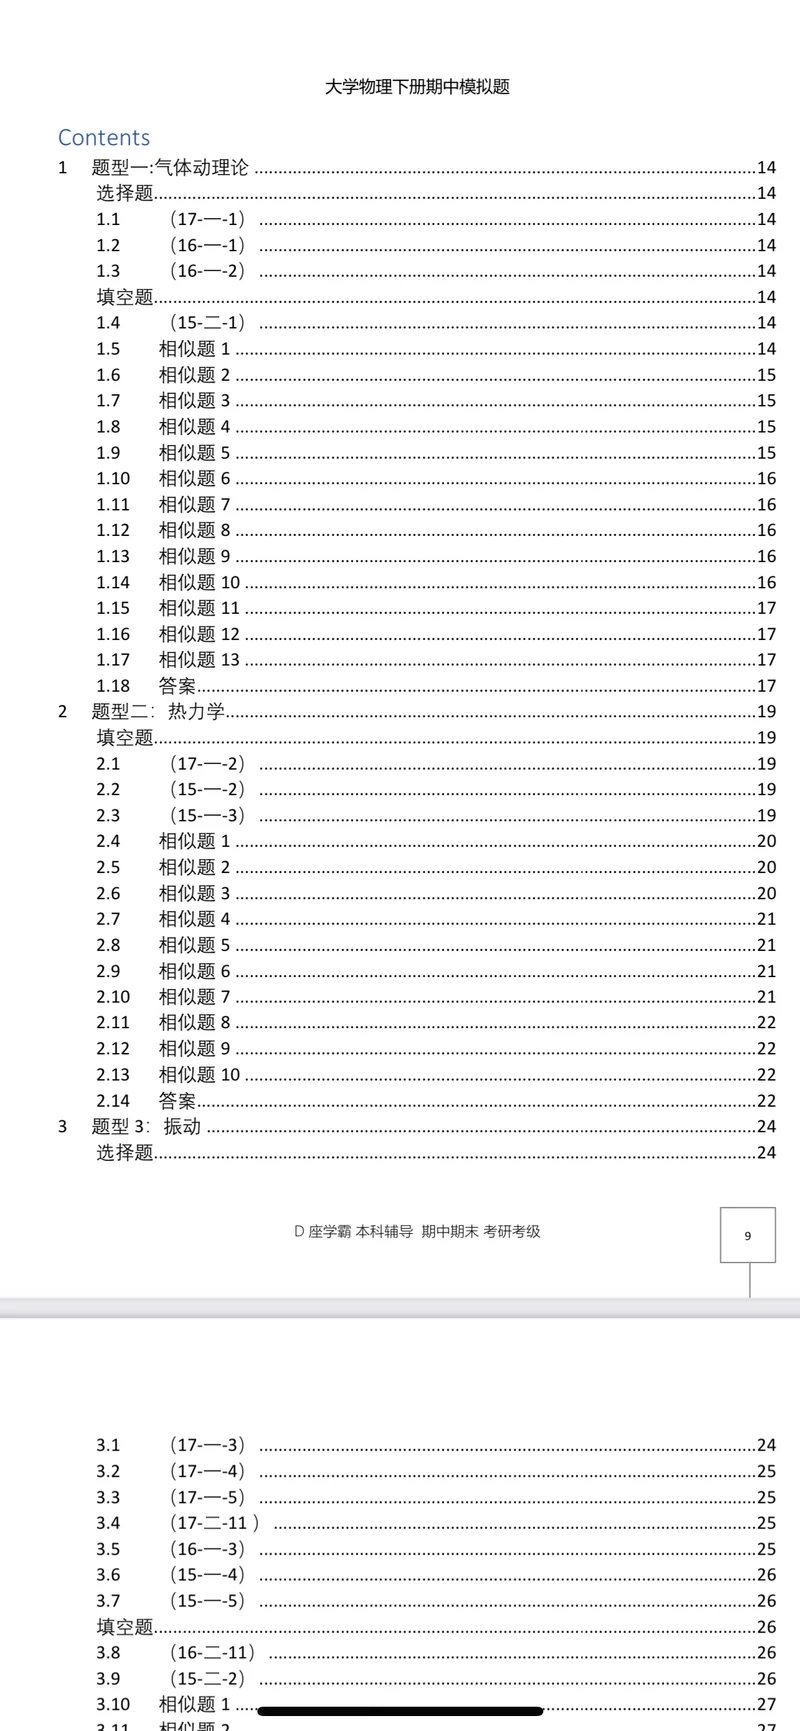 大学物理下册期中模拟题
Contents
1 题型一:气体动理论 14
选择题 14
1.1 （17-一-1） 14
1.2 （16-一-1） 14
1.3 （16-一-2） 14
填空题 14
1.4 （15-二-1） 14
1.5 相似题 1 14
1.6 相似题 2 15
1.7 相似题 3 15
1.8 相似题 4 15
1.9 相似题 5 15
1.10 相似题 6 16
1.11 相似题 7 16
1.12 相似题 8 16
1.13 相似题 9 16
1.14 相似题 10 16
1.15 相似题 11 17
1.16 相似题 12 17
1.17 相似题 13 17
1.18 答案 17
2 题型二：热力学 19
填空题 19
2.1 （17-一-2） 19
2.2 （15-一-2） 19
2.3 （15-一-3） 19
2.4 相似题 1 20
2.5 相似题 2 20
2.6 相似题 3 20
2.7 相似题 4 21
2.8 相似题 5 21
2.9 相似题 6 21
2.10 相似题 7 21
2.11 相似题 8 22
2.12 相似题 9 22
2.13 相似题 10 22
2.14 答案 22
3 题型 3：振动 24
选择题 24
D 座学霸 本科辅导 期中期末 考研考级
9
3.1 （17-一-3） 24
3.2 （17-一-4） 25
3.3 （17-一-5） 25
3.4 （17-二-11 ） 25
3.5 （16-一-3） 25
3.6 （15-一-4） 26
3.7 （15-一-5） 26
填空题 26
3.8 （16-二-11） 26
3.9 （15-二-2） 26
3.10 相似题 1 27
3.11 相似题 2 27